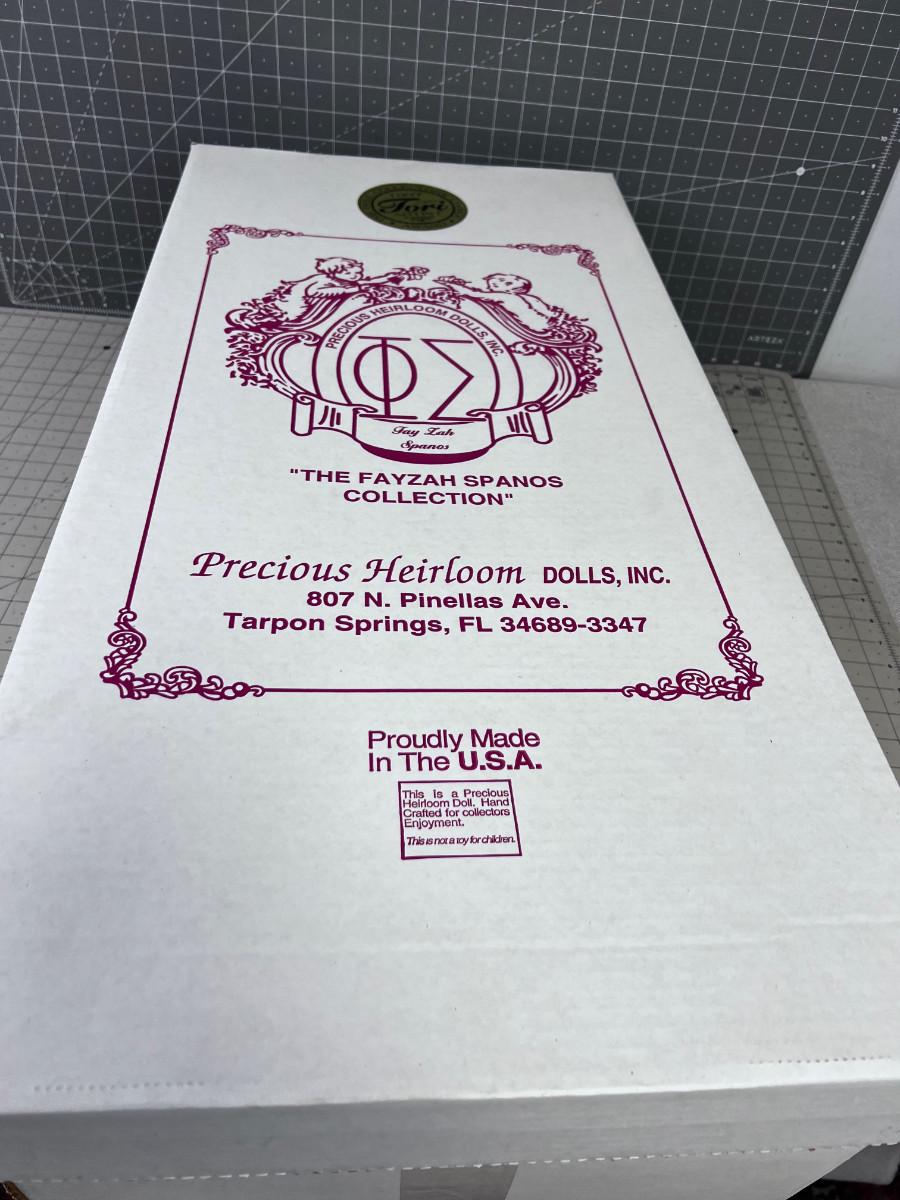 Tori
PRECIOUS HEIRLOOM DOLLS, INC.
ΦΣ
Fay Zah
Spanos
"THE FAYZAH SPANOS
COLLECTION"
Precious Heirloom DOLLS, INC.
807 N. Pinellas Ave.
Tarpon Springs, FL 34689-3347
Proudly Made
In The U.S.A.
This is a Precious
Heirloom Doll. Hand
Crafted for collectors
Enjoyment.
This is not a toy for children.